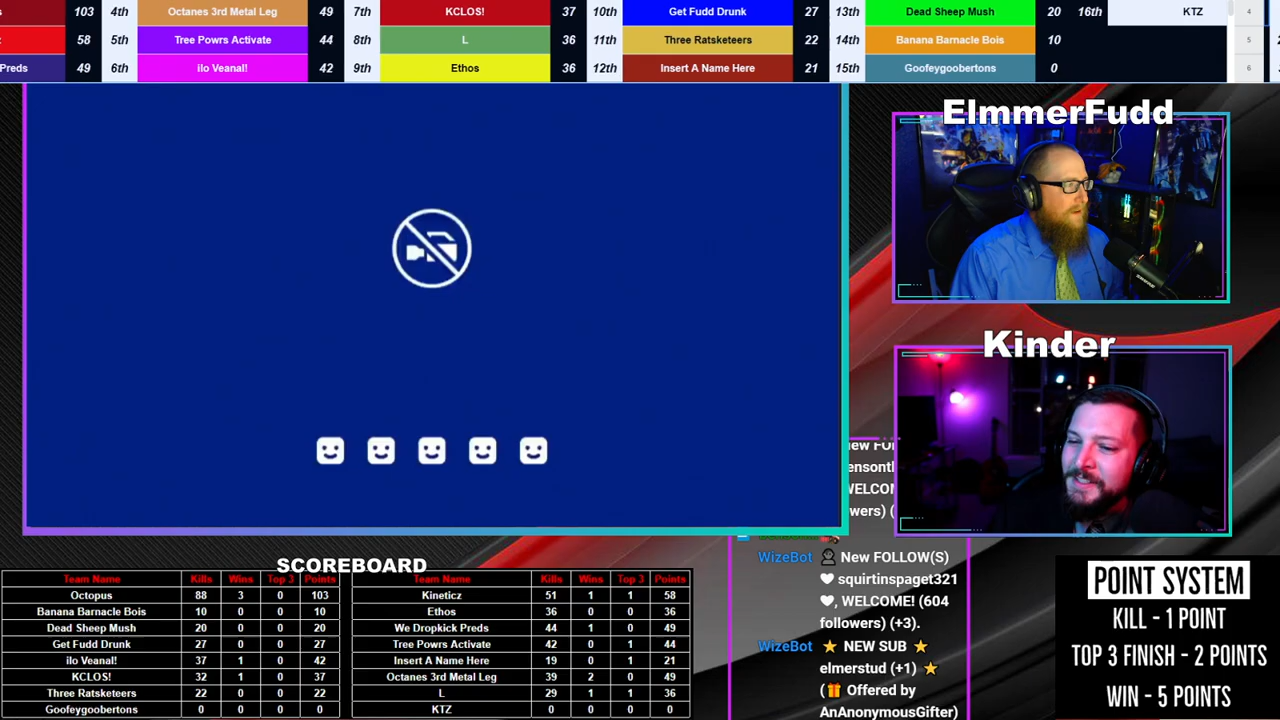 s 103 4th Octanes 3rd Metal Leg 49 7th KCLOS! 37 10th Get Fudd Drunk 27 13th Dead Sheep Mush 20 16th KTZ 4
58 5th Tree Powrs Activate 44 8th L 36 11th Three Ratsketeers 22 14th Banana Barnacle Bois 10 5
Preds 49 6th ilo Veanal! 42 9th Ethos 36 12th Insert A Name Here 21 15th Goofeygoobertons 0 6
ElmmerFudd
Kinder
WELCOM
owers) (
WizeBot New FOLLOW(S)
squirtinspaget321
, WELCOME! (604
followers) (+3).
WizeBot NEW SUB
elmerstud (+1)
( Offered by
AnAnonymousGifter)
SCOREBOARD
Team Name Kills Wins Top 3 Points
Octopus 88 3 0 103
Banana Barnacle Bois 10 0 0 10
Dead Sheep Mush 20 0 0 20
Get Fudd Drunk 27 0 0 27
ilo Veanal! 37 1 0 42
KCLOS! 32 1 0 37
Three Ratsketeers 22 0 0 22
Goofeygoobertons 0 0 0 0
Team Name Kills Wins Top 3 Points
Kineticz 51 1 1 58
Ethos 36 0 0 36
We Dropkick Preds 44 1 0 49
Tree Powrs Activate 42 0 1 44
Insert A Name Here 19 0 1 21
Octanes 3rd Metal Leg 39 2 0 49
L 29 1 1 36
KTZ 0 0 0 0
POINT SYSTEM
KILL - 1 POINT
TOP 3 FINISH - 2 POINTS
WIN - 5 POINTS